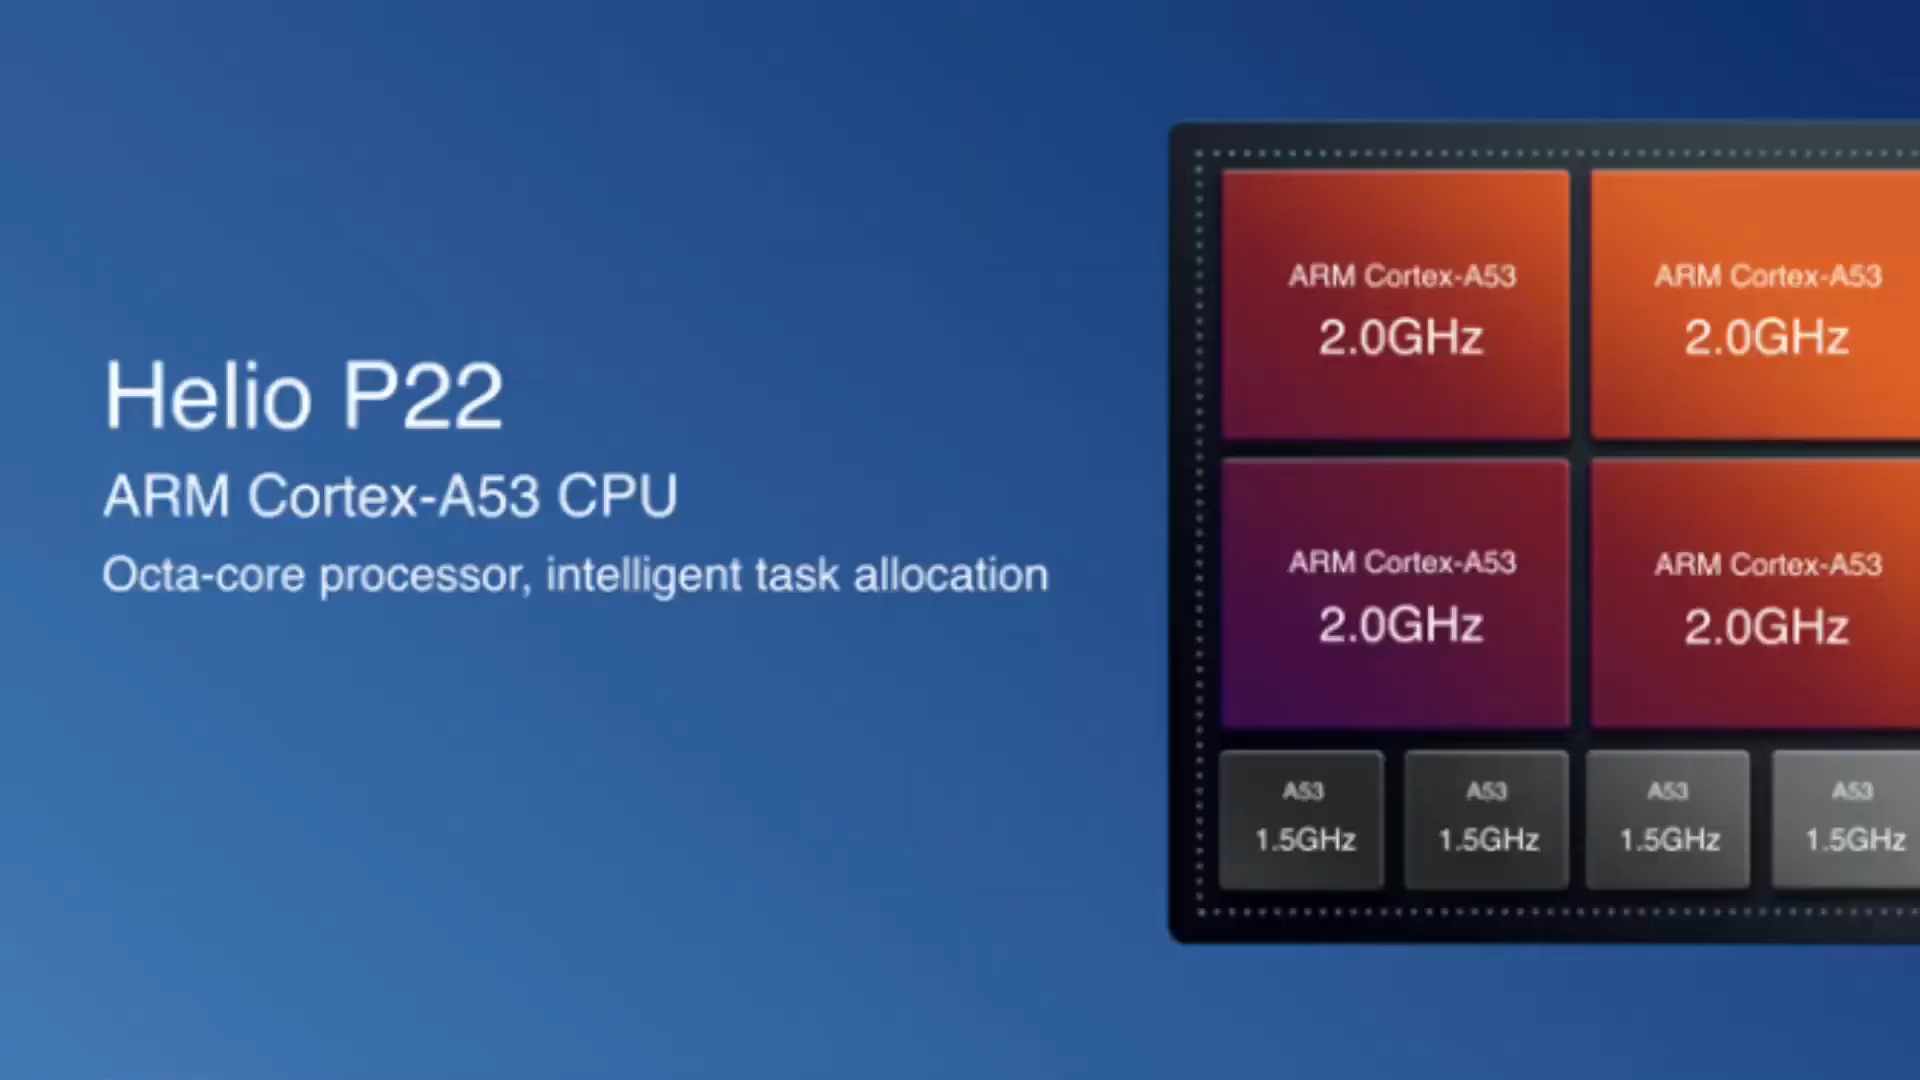 Helio P22
ARM Cortex-A53 CPU
Octa-core processor, intelligent task allocation
ARM Cortex-A53
2.0GHz
ARM Cortex-A53
2.0GHz
ARM Cortex-A53
2.0GHz
ARM Cortex-A53
2.0GHz
A53
1.5GHz
A53
1.5GHz
A53
1.5GHz
A53
1.5GHz